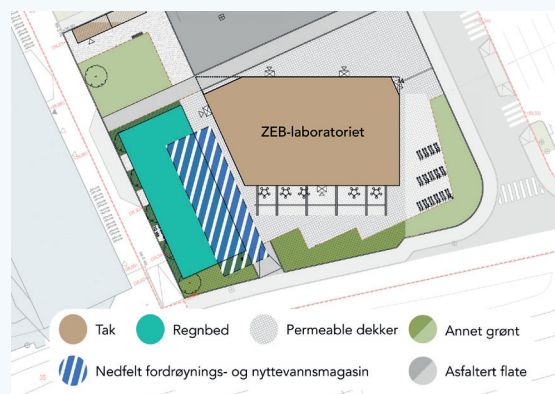 ZEB-laboratoriet
Tak
Regnbed
Permeable dekker
Annet grønt
Nedfelt fordrøynings- og nyttevannsmagasin
Asfaltert flate